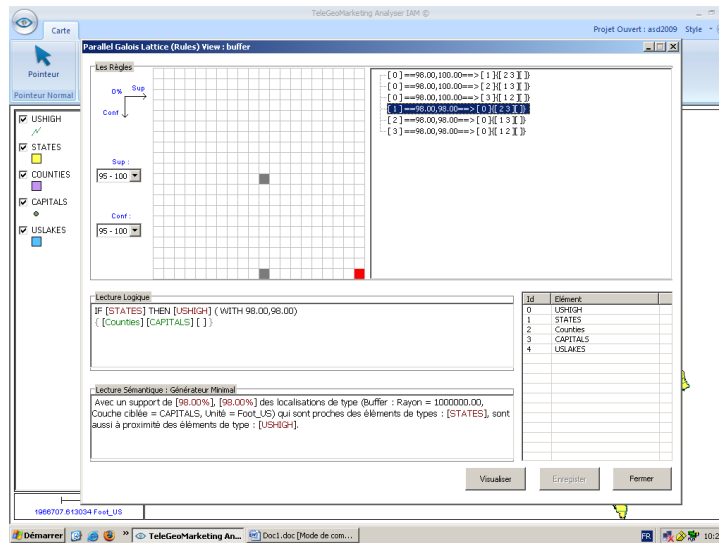 TeleGeoMarketing Analyser IAM ©
Carte
Projet Ouvert : asd2009 Style
Pointeur
Pointeur Normal
USHIGH
STATES
COUNTIES
CAPITALS
USLAKES
Parallel Galois Lattice (Rules) View : buffer
Les Règles
0% Sup
Conf
Sup :
95 - 100
Conf :
95 - 100
[ 0 ] ==98.00,100.00==> [ 1 ]{[ 2 3 ][ ]}
[ 0 ] ==98.00,100.00==> [ 2 ]{[ 1 3 ][ ]}
[ 0 ] ==98.00,100.00==> [ 3 ]{[ 1 2 ][ ]}
[ 1 ] ==98.00,98.00==> [ 0 ]{[ 2 3 ][ ]}
[ 2 ] ==98.00,98.00==> [ 0 ]{[ 1 3 ][ ]}
[ 3 ] ==98.00,98.00==> [ 0 ]{[ 1 2 ][ ]}
Lecture Logique
IF [STATES] THEN [USHIGH] ( WITH 98.00,98.00)
{ [Counties] [CAPITALS] [ ] }
Id Elément
0 USHIGH
1 STATES
2 Counties
3 CAPITALS
4 USLAKES
Lecture Sémantique : Générateur Minimal
Avec un support de [98.00%], [98.00%] des localisations de type (Buffer : Rayon = 1000000.00,
Couche ciblée = CAPITALS, Unité = Foot_US) qui sont proches des éléments de types : [STATES], sont
aussi à proximité des éléments de type : [USHIGH].
Visualiser
Enregister
Fermer
1966707.613034 Foot_US
Démarrer
»
TeleGeoMarketing An...
Doc1.doc [Mode de com...
FR